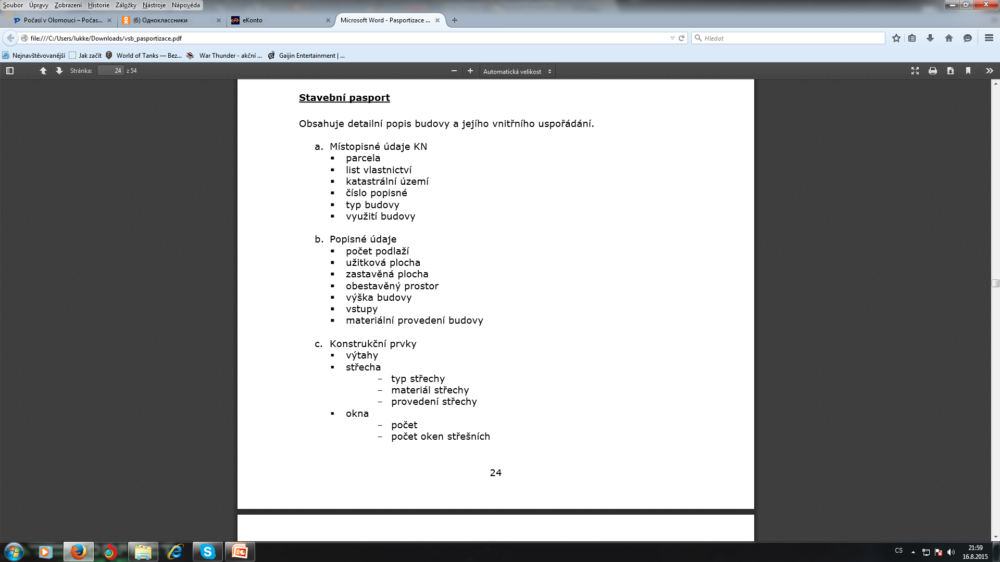 Soubor Úpravy Zobrazení Historie Záložky Nástroje Nápověda
Počasí v Olomouci – Počas... (6) Одноклассники eKonto Microsoft Word - Pasportizace ...
file:///C:/Users/lukke/Downloads/vsb_pasportizace.pdf Hledat
Nejnavštěvovanější Jak začít World of Tanks — Bez... War Thunder - akční ... Gaijin Entertainment | ...
Stránka: 24 z 54 Automatická velikost
Stavební pasport
Obsahuje detailní popis budovy a jejího vnitřního uspořádání.
a. Místopisné údaje KN
▪ parcela
▪ list vlastnictví
▪ katastrální území
▪ číslo popisné
▪ typ budovy
▪ využití budovy
b. Popisné údaje
▪ počet podlaží
▪ užitková plocha
▪ zastavěná plocha
▪ obestavěný prostor
▪ výška budovy
▪ vstupy
▪ materiální provedení budovy
c. Konstrukční prvky
▪ výtahy
▪ střecha
– typ střechy
– materiál střechy
– provedení střechy
▪ okna
– počet
– počet oken střešních
24
CS 21:59
16.8.2015